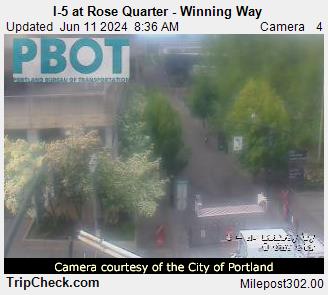 I-5 at Rose Quarter - Winning Way
Updated Jun 11 2024 8:36 AM Camera 4
PBOT
PORTLAND BUREAU OF TRANSPORTATION
Camera courtesy of the City of Portland
TripCheck.com Milepost302.00